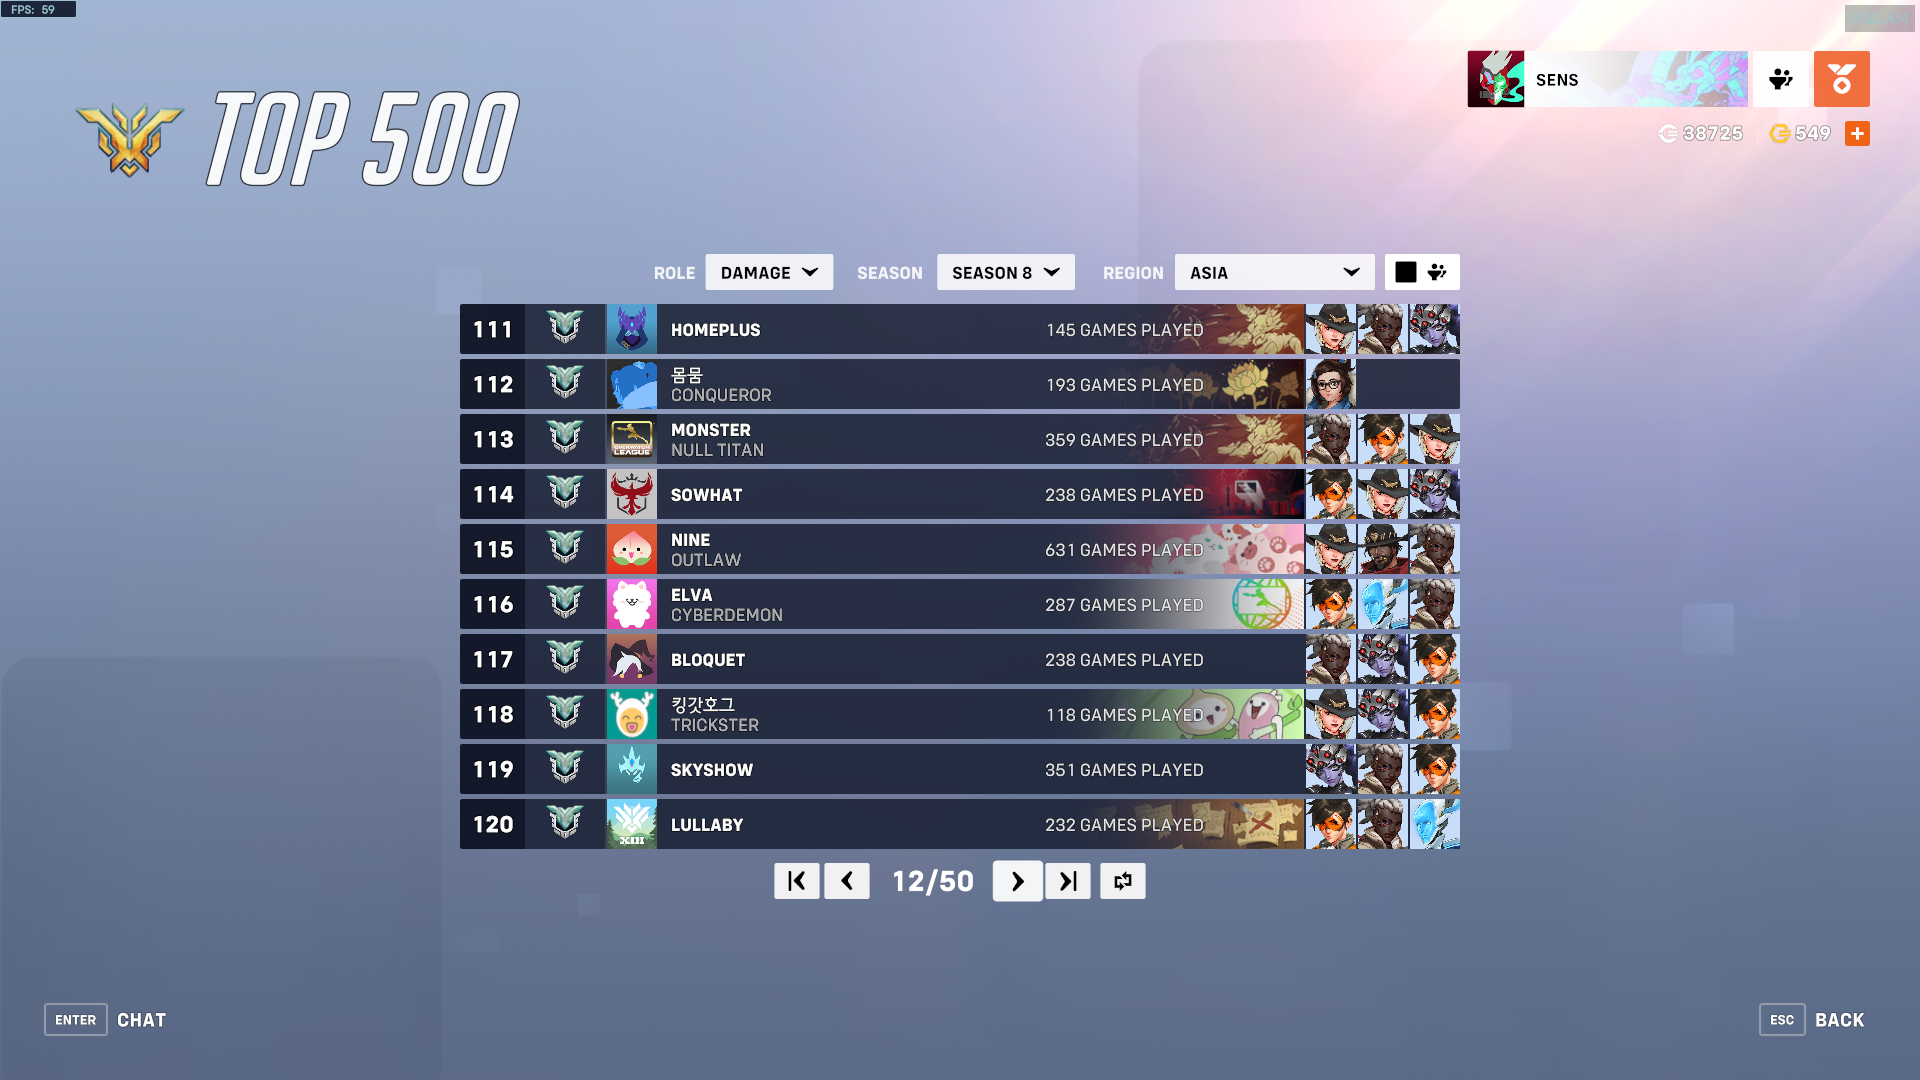 FPS: 59
TOP 500
SENS
38725
549
ROLE
DAMAGE
SEASON
SEASON 8
REGION
ASIA
111 HOMEPLUS 145 GAMES PLAYED
112 몸뭄 193 GAMES PLAYED
CONQUEROR
113 MONSTER 359 GAMES PLAYED
NULL TITAN
114 SOWHAT 238 GAMES PLAYED
115 NINE 631 GAMES PLAYED
OUTLAW
116 ELVA 287 GAMES PLAYED
CYBERDEMON
117 BLOQUET 238 GAMES PLAYED
118 킹갓호그 118 GAMES PLAYED
TRICKSTER
119 SKYSHOW 351 GAMES PLAYED
120 LULLABY 232 GAMES PLAYED
XIII
12/50
ENTER CHAT
ESC BACK